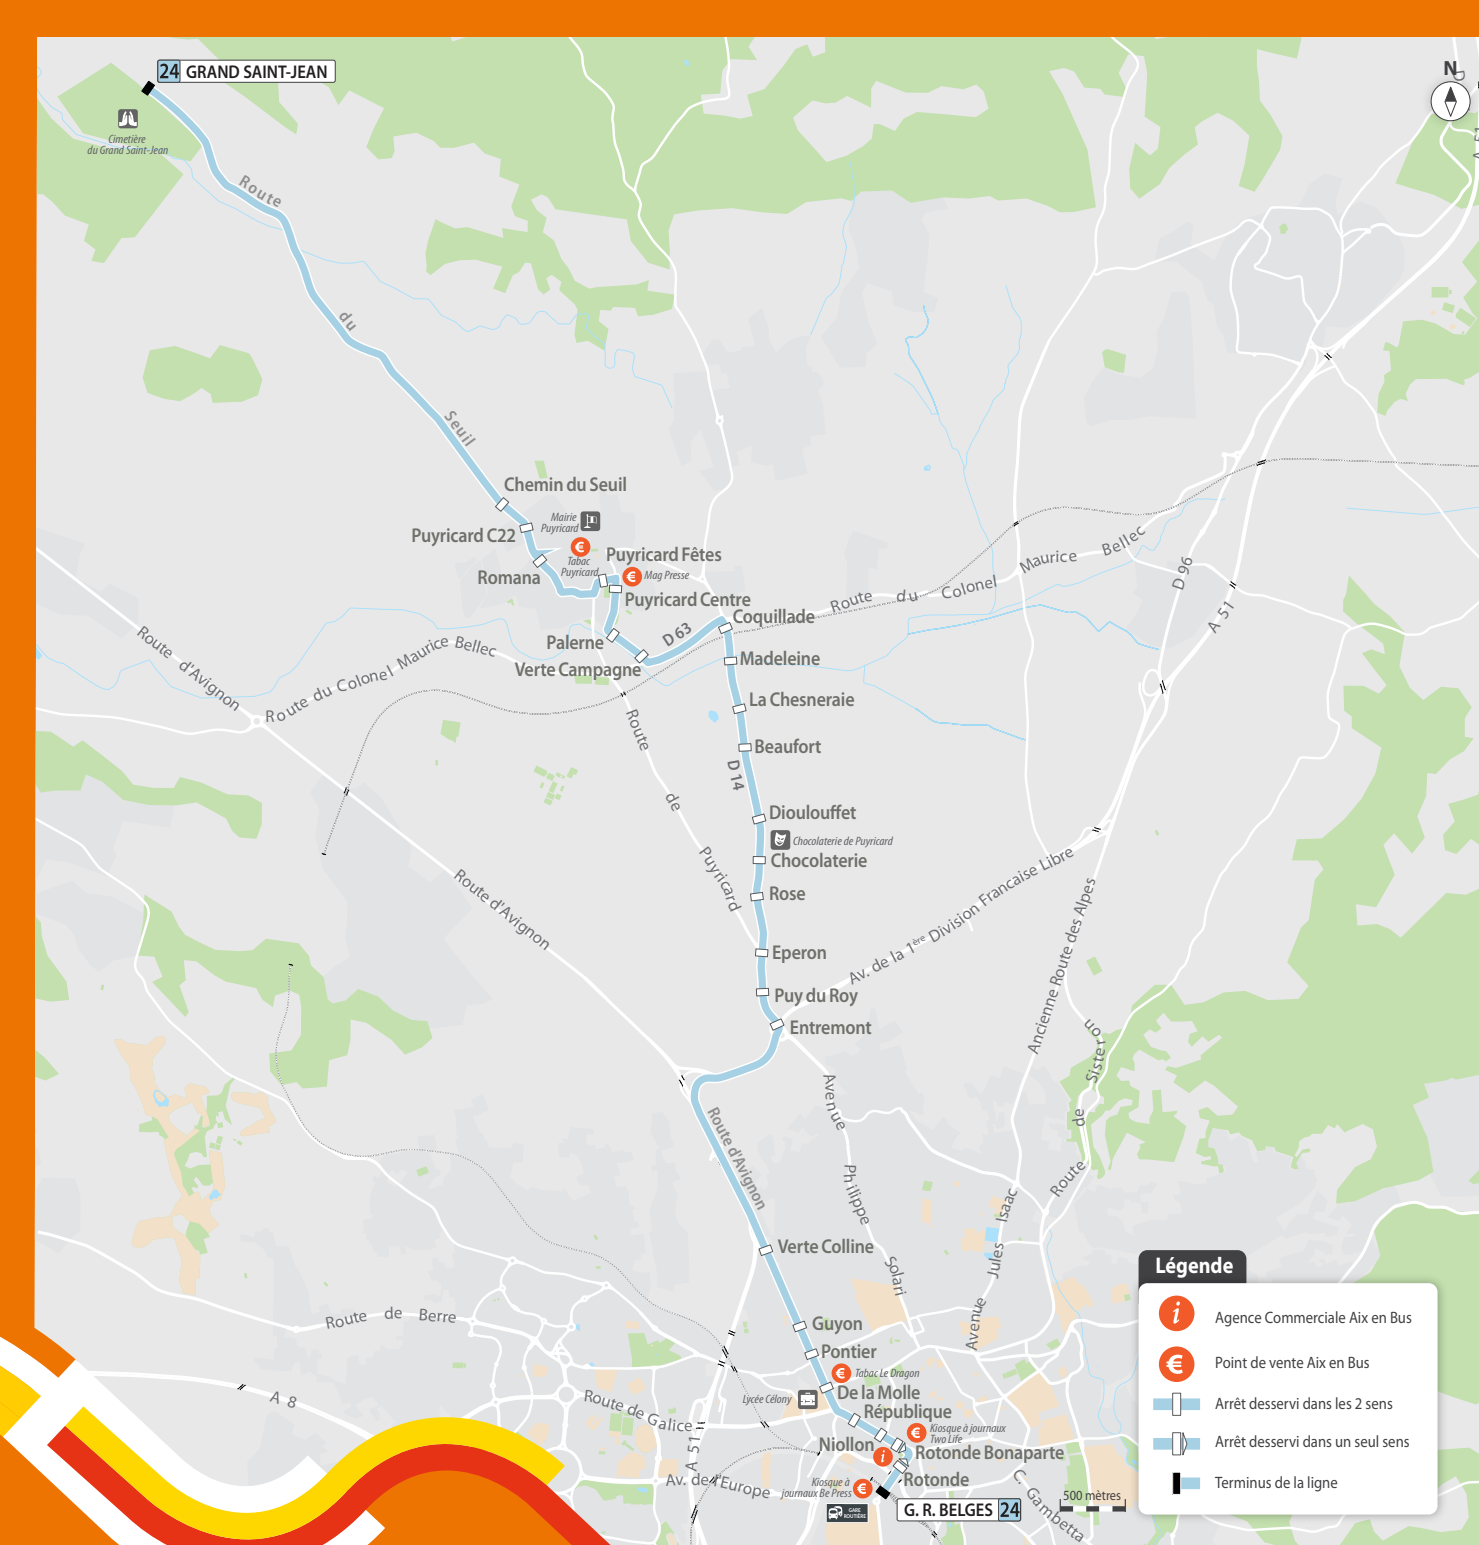 24 GRAND SAINT-JEAN
N
D
A 51
Cimetière
du Grand Saint-Jean
Route
du
Seuil
Chemin du Seuil
Mairie
Puyricard
Puyricard C22
Tabac
Puyricard
Puyricard Fêtes
Mag Presse
Romana
Puyricard Centre
Coquillade
Route du Colonel Maurice Bellec
D 96
A 51
Palerne
D 63
Verte Campagne
Madeleine
Route d'Avignon
Route du Colonel Maurice Bellec
La Chesneraie
Beaufort
D 14
Route de Puyricard
Dioulouffet
Chocolaterie de Puyricard
Chocolaterie
Rose
Route d'Avignon
Eperon
Av. de la 1ère Division Francaise Libre
Puy du Roy
Entremont
Ancienne Route des Alpes
Route de Sisteron
Avenue Philippe Solari
Route d'Avignon
Avenue Jules Isaac
Verte Colline
Guyon
Pontier
Route de Berre
Tabac Le Dragon
De la Molle
Lycée Célony
République
A 8
Route de Galice
A 51
Kiosque à journaux
Two Life
Niollon
Rotonde Bonaparte
Rotonde
Av. de l'Europe
Kiosque à
journaux Be Press
GARE
ROUTIÈRE
G. R. BELGES 24
C. Gambetta
500 mètres
Légende
i Agence Commerciale Aix en Bus
€ Point de vente Aix en Bus
Arrêt desservi dans les 2 sens
Arrêt desservi dans un seul sens
Terminus de la ligne